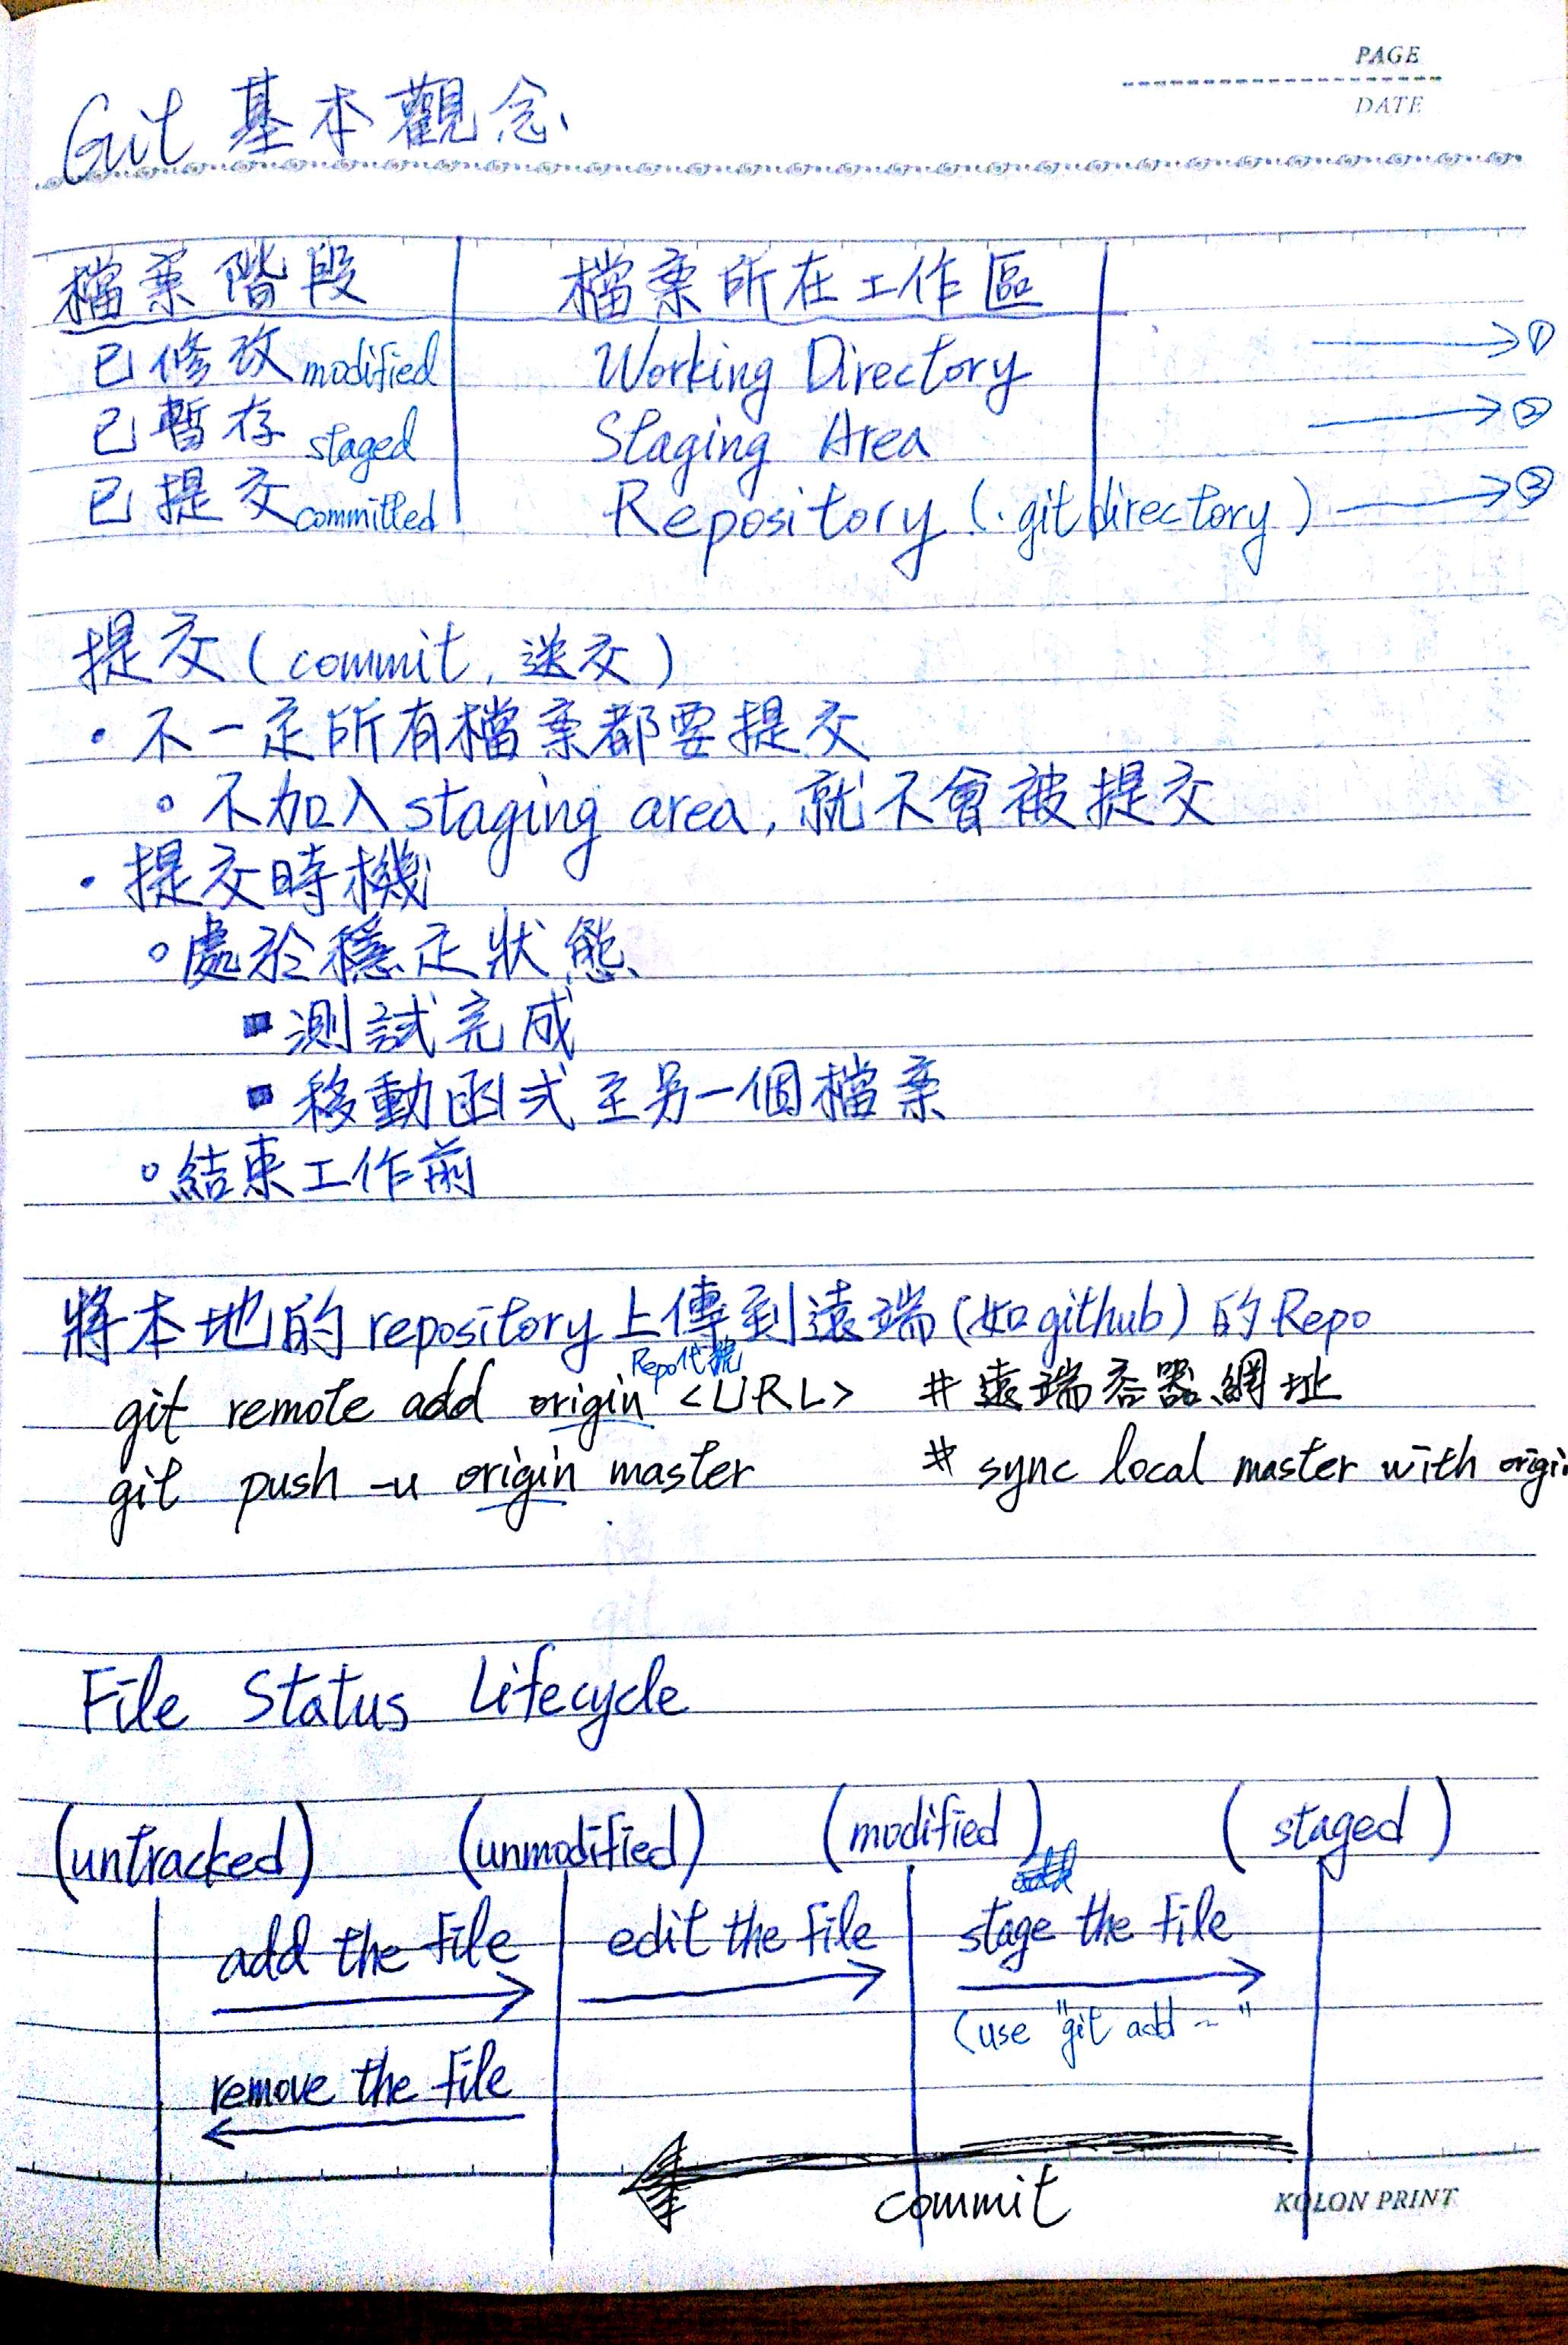 PAGE
DATE
Git 基本觀念
檔案階段 檔案所在工作區
已修改 modified Working Directory → ①
已暫存 staged Staging Area → ②
已提交 committed Repository (.git directory) → ③
提交 (commit, 送交)
• 不一定所有檔案都要提交
◦ 不加入 staging area, 就不會被提交
• 提交時機
◦ 處於穩定狀態
▪ 測試完成
▪ 移動函式至另一個檔案
◦ 結束工作前
將本地的 repository 上傳到遠端 (如 github) 的 Repo
Repo代號
git remote add origin <URL> # 遠端容器網址
git push -u origin master # sync local master with origi
File Status Lifecycle
(untracked) (unmodified) (modified) (staged)
add the file edit the file stage the file
(use "git add ~"
remove the file
commit
KOLON PRINT